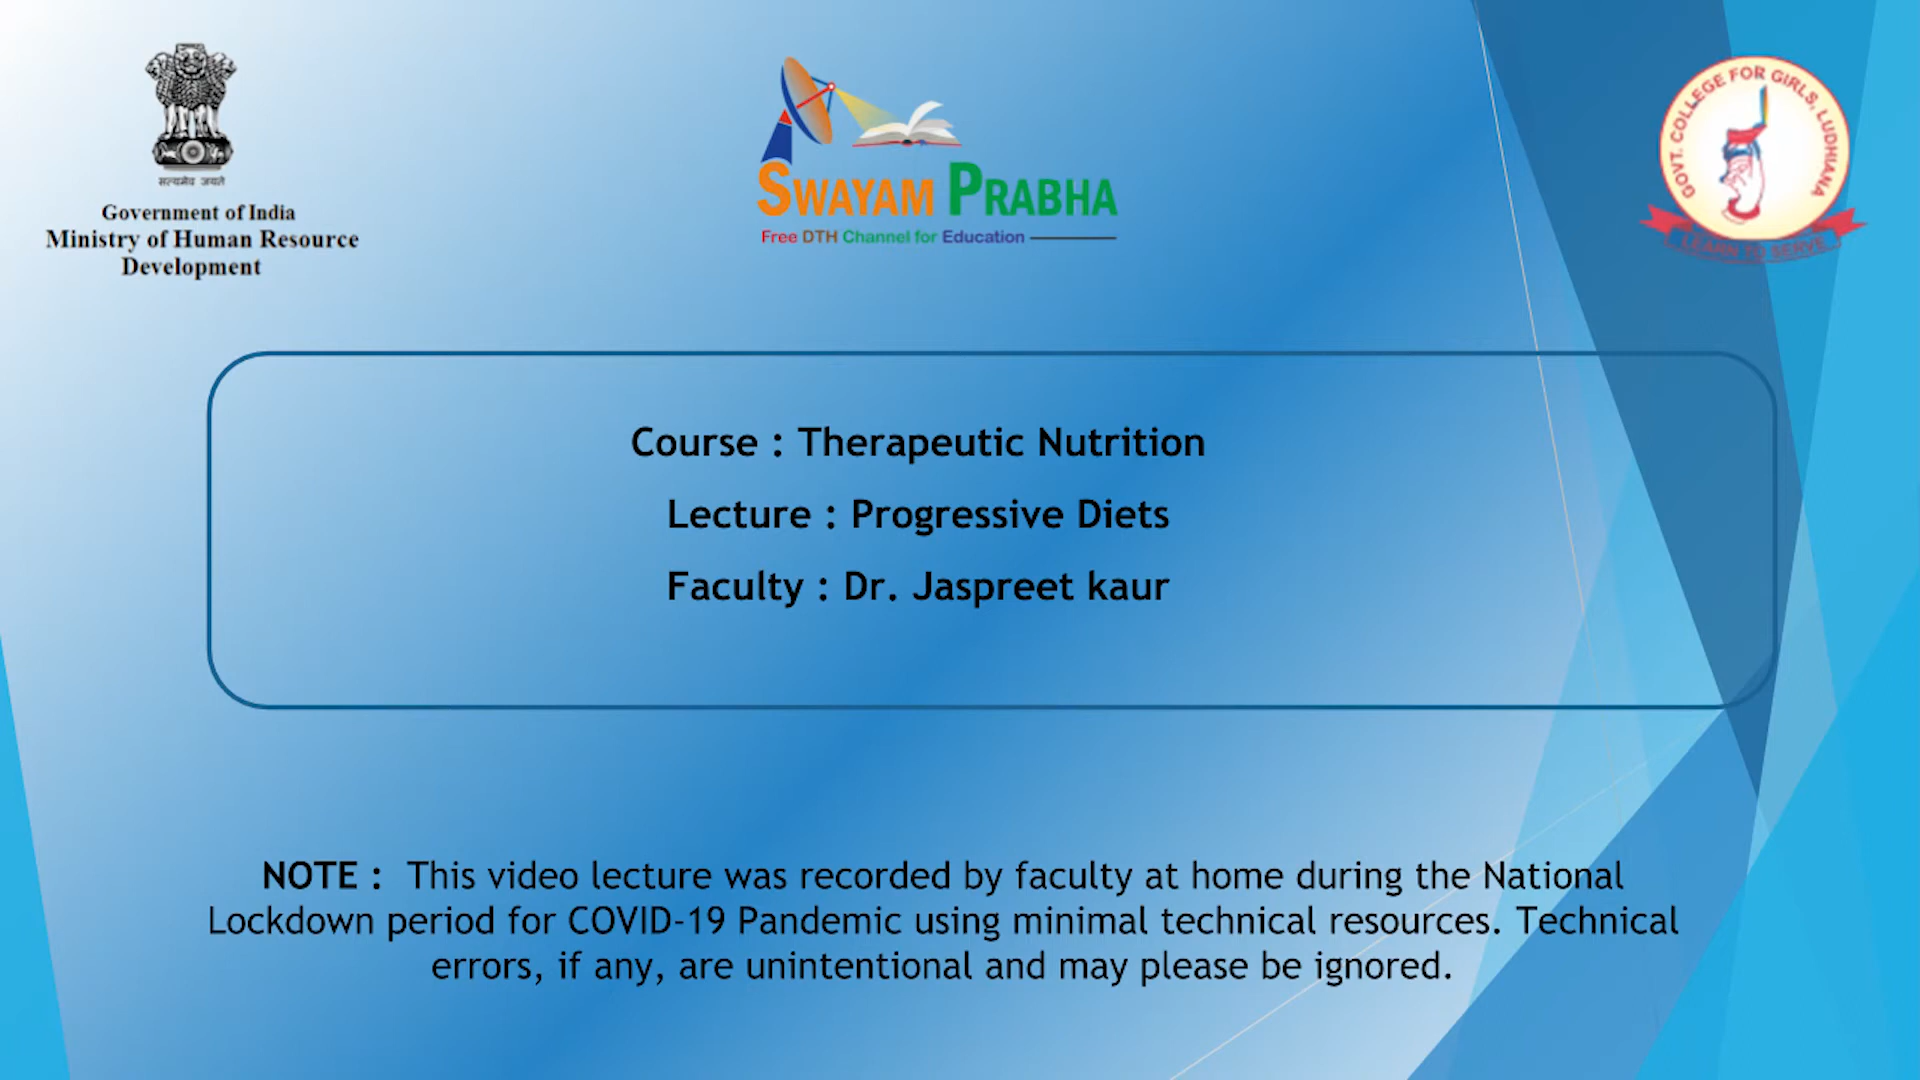 सत्यमेव जयते
Government of India
Ministry of Human Resource
Development
SWAYAM PRABHA
Free DTH Channel for Education
GOVT. COLLEGE FOR GIRLS, LUDHIANA
LEARN TO SERVE
Course : Therapeutic Nutrition
Lecture : Progressive Diets
Faculty : Dr. Jaspreet kaur
NOTE : This video lecture was recorded by faculty at home during the National
Lockdown period for COVID-19 Pandemic using minimal technical resources. Technical
errors, if any, are unintentional and may please be ignored.